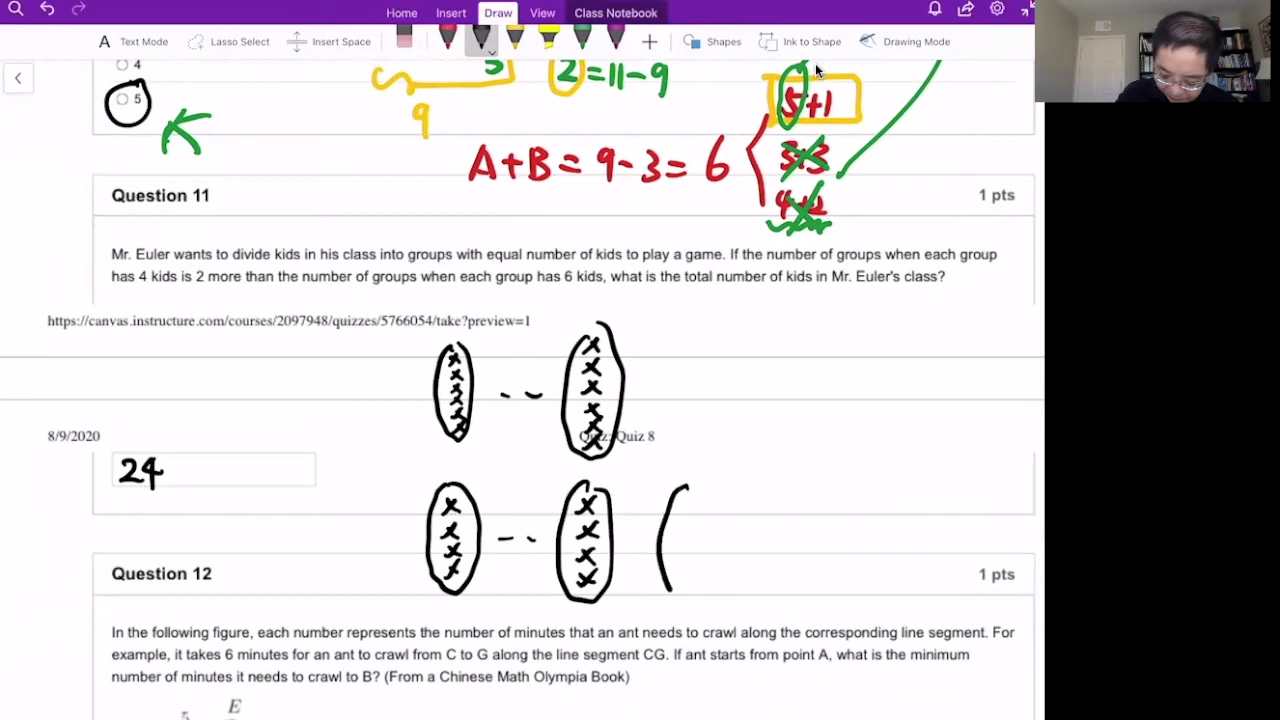 Home Insert Draw View Class Notebook
A Text Mode Lasso Select Insert Space + Shapes Ink to Shape Drawing Mode
4
5
K
9
2 = 11 - 9
5+1
3+3
A+B = 9-3 = 6
Question 11 1 pts
Mr. Euler wants to divide kids in his class into groups with equal number of kids to play a game. If the number of groups when each group
has 4 kids is 2 more than the number of groups when each group has 6 kids, what is the total number of kids in Mr. Euler's class?
https://canvas.instructure.com/courses/2097948/quizzes/5766054/take?preview=1
8/9/2020 Quiz: Quiz 8
24
Question 12 1 pts
In the following figure, each number represents the number of minutes that an ant needs to crawl along the corresponding line segment. For
example, it takes 6 minutes for an ant to crawl from C to G along the line segment CG. If ant starts from point A, what is the minimum
number of minutes it needs to crawl to B? (From a Chinese Math Olympia Book)
5 E